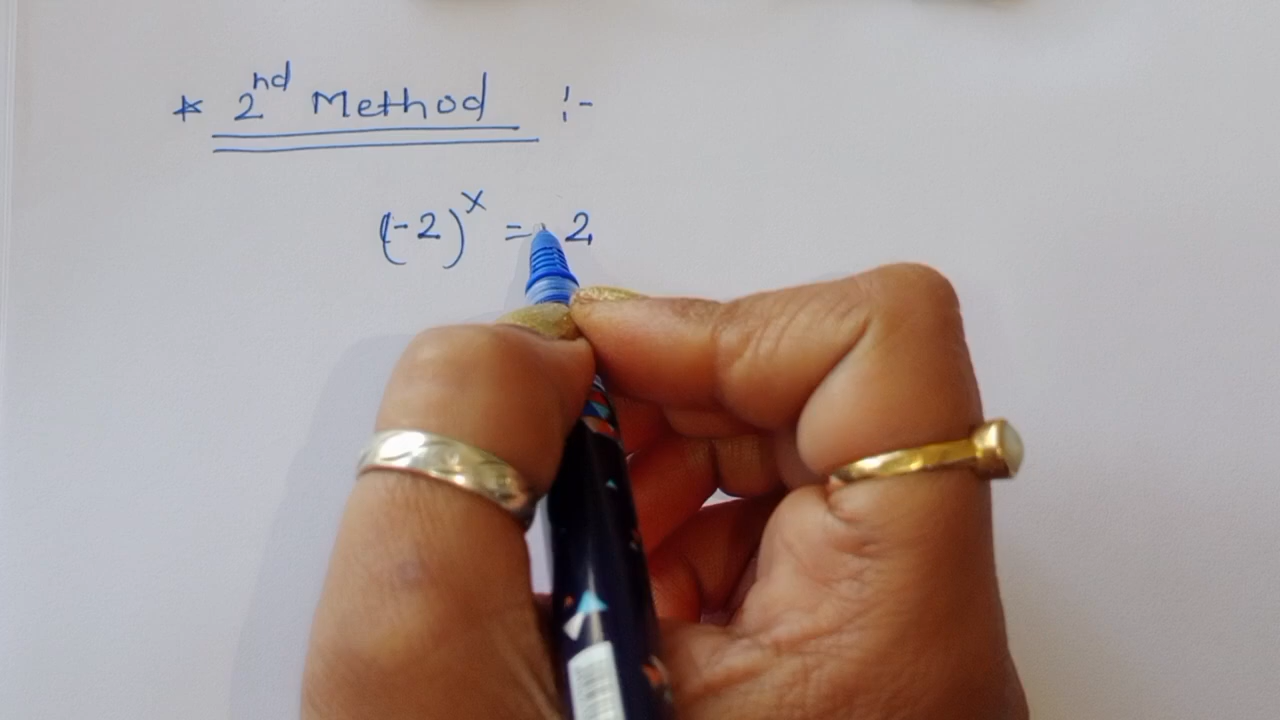 * 2nd Method :-
(-2)^x = 2